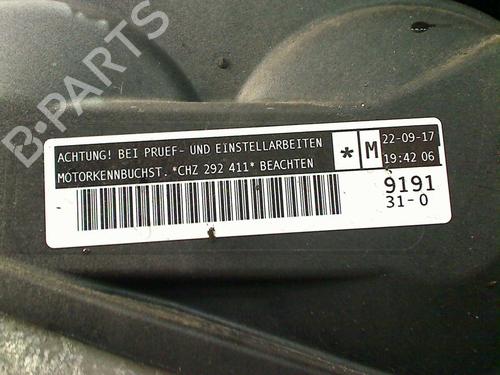 B-PARTS
ACHTUNG! BEI PRUEF- UND EINSTELLARBEITEN
MOTORKENNBUCHST. *CHZ 292 411* BEACHTEN
* M
22-09-17
19:42 06
9191
31-0